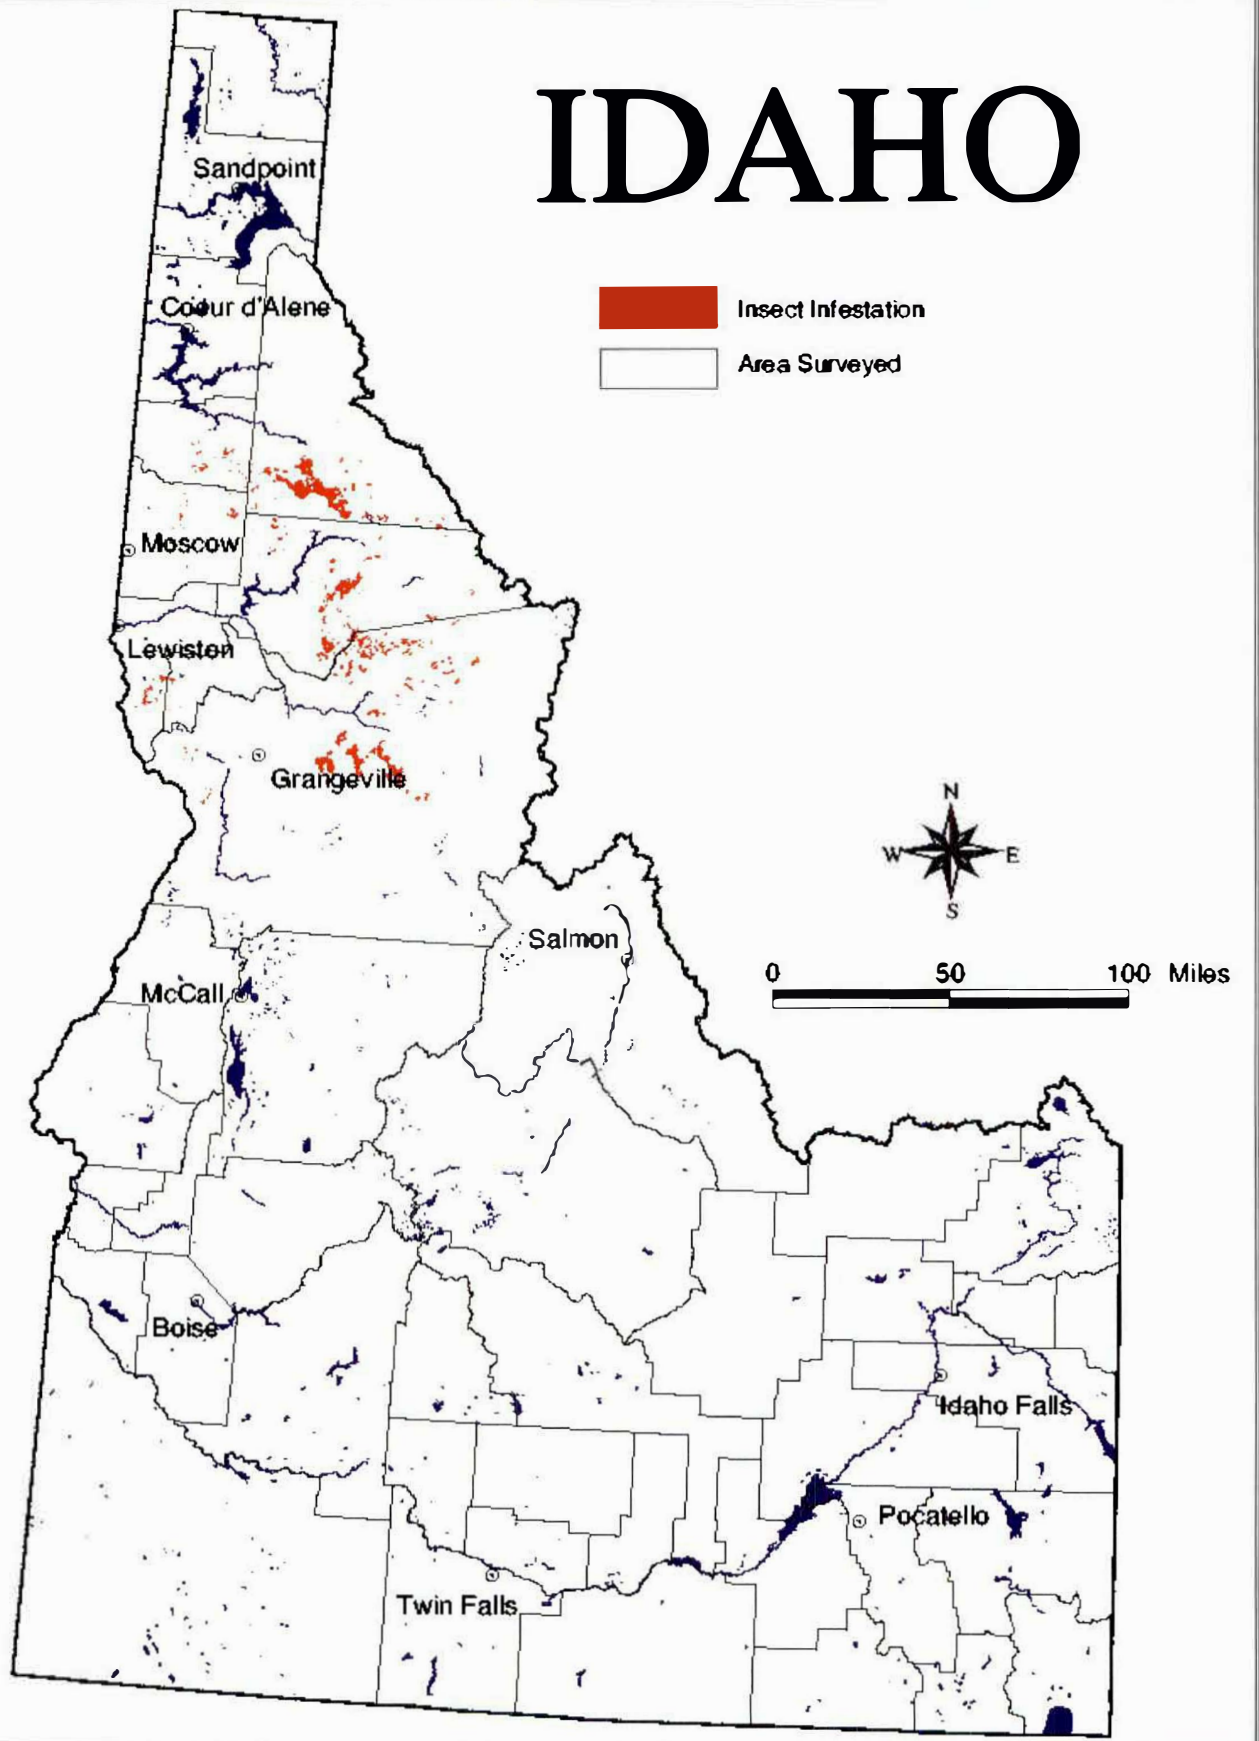 IDAHO
Sandpoint
Insect Infestation
Coeur d'Alene
Area Surveyed
Moscow
Lewiston
Grangeville
N
W E
S
Salmon
0 50 100 Miles
McCall
Boise
Idaho Falls
Pocatello
Twin Falls